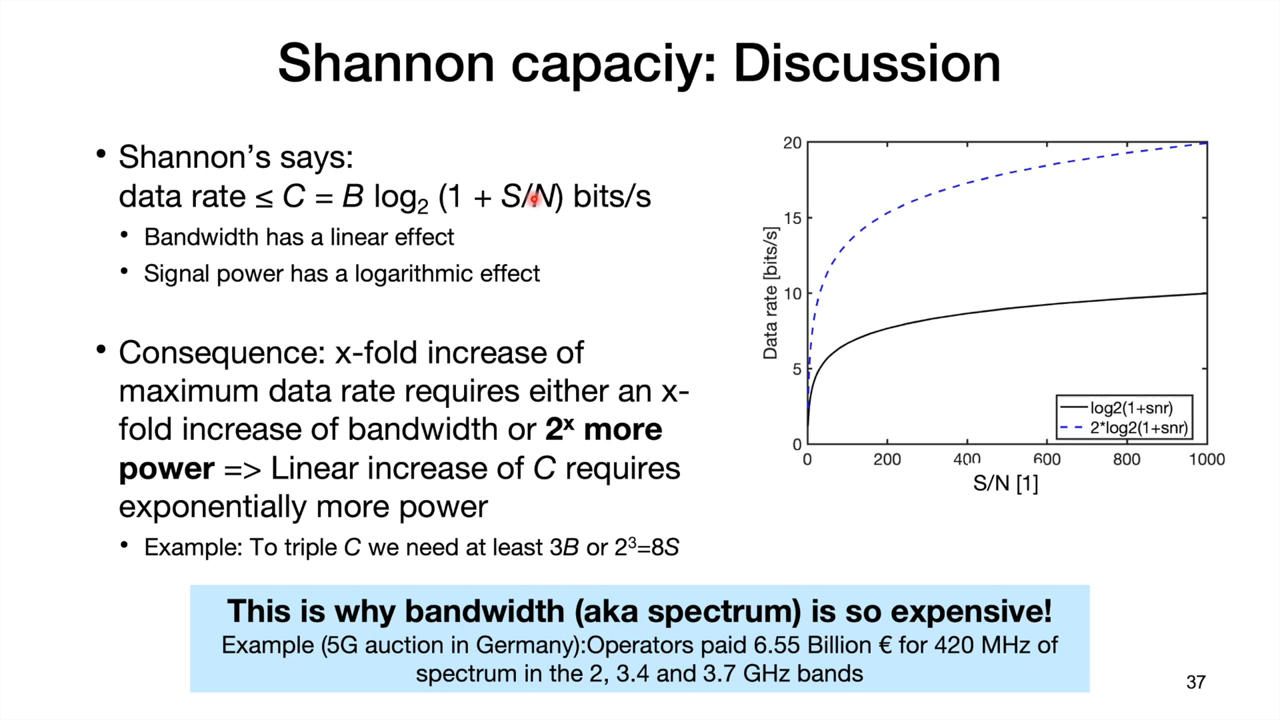 Shannon capaciy: Discussion
• Shannon's says:
data rate ≤ C = B log₂ (1 + S/N) bits/s
• Bandwidth has a linear effect
• Signal power has a logarithmic effect
• Consequence: x-fold increase of
maximum data rate requires either an x-
fold increase of bandwidth or 2ˣ more
power => Linear increase of C requires
exponentially more power
• Example: To triple C we need at least 3B or 2³=8S
20
15
10
5
0
Data rate [bits/s]
0 200 400 600 800 1000
S/N [1]
log2(1+snr)
2*log2(1+snr)
This is why bandwidth (aka spectrum) is so expensive!
Example (5G auction in Germany):Operators paid 6.55 Billion € for 420 MHz of
spectrum in the 2, 3.4 and 3.7 GHz bands
37